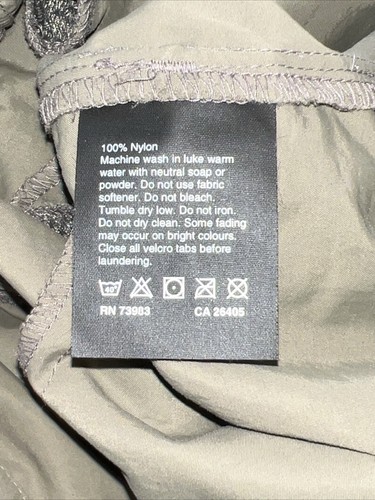 100% Nylon
Machine wash in luke warm
water with neutral soap or
powder. Do not use fabric
softener. Do not bleach.
Tumble dry low. Do not iron.
Do not dry clean. Some fading
may occur on bright colours.
Close all velcro tabs before
laundering.
40°
RN 73983 CA 26405